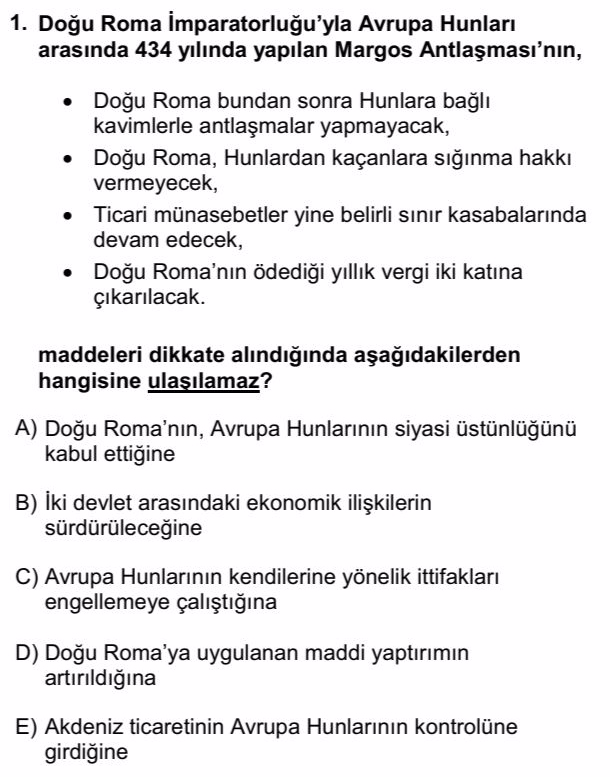 1. Doğu Roma İmparatorluğu’yla Avrupa Hunları
arasında 434 yılında yapılan Margos Antlaşması’nın,
• Doğu Roma bundan sonra Hunlara bağlı
kavimlerle antlaşmalar yapmayacak,
• Doğu Roma, Hunlardan kaçanlara sığınma hakkı
vermeyecek,
• Ticari münasebetler yine belirli sınır kasabalarında
devam edecek,
• Doğu Roma’nın ödediği yıllık vergi iki katına
çıkarılacak.
maddeleri dikkate alındığında aşağıdakilerden
hangisine ulaşılamaz?
A) Doğu Roma’nın, Avrupa Hunlarının siyasi üstünlüğünü
kabul ettiğine
B) İki devlet arasındaki ekonomik ilişkilerin
sürdürüleceğine
C) Avrupa Hunlarının kendilerine yönelik ittifakları
engellemeye çalıştığına
D) Doğu Roma’ya uygulanan maddi yaptırımın
artırıldığına
E) Akdeniz ticaretinin Avrupa Hunlarının kontrolüne
girdiğine